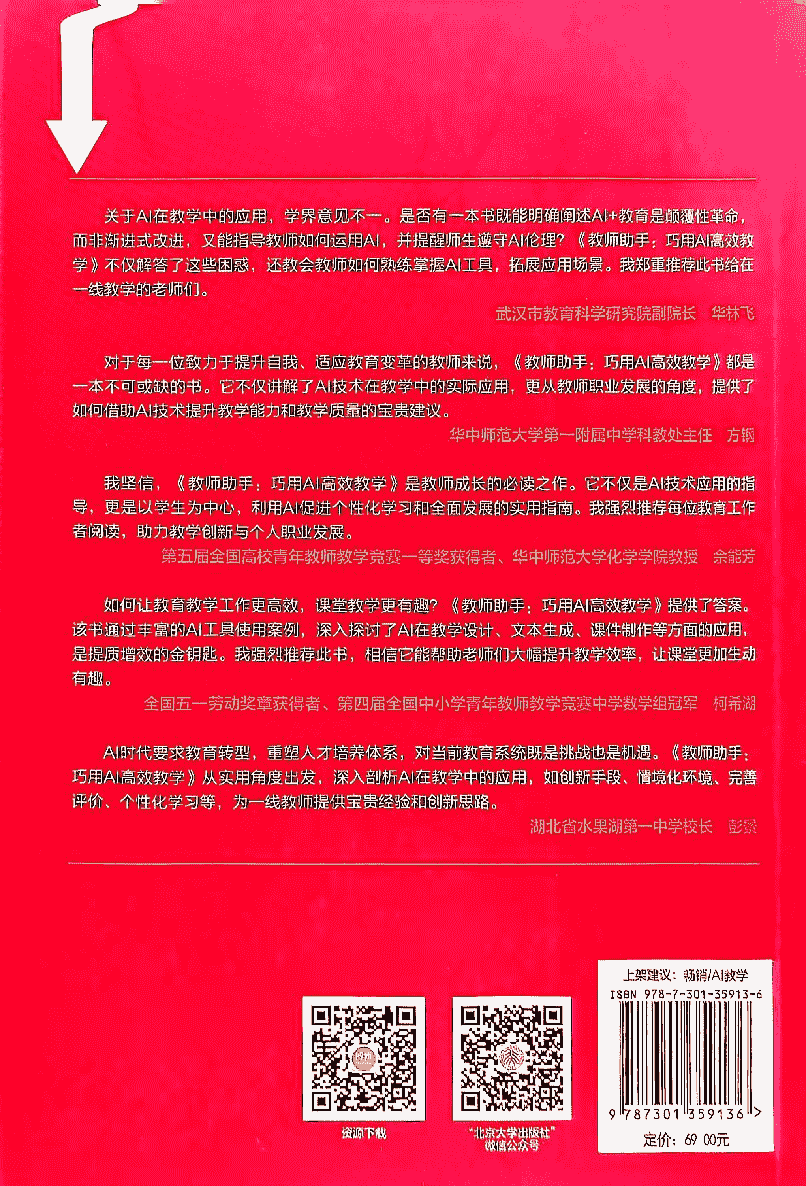 关于AI在教学中的应用，学界意见不一。是否有一本书既能明确阐述AI+教育是颠覆性革命，
而非渐进式改进，又能指导教师如何运用AI，并提醒师生遵守AI伦理？《教师助手：巧用AI高效教
学》不仅解答了这些困惑，还教会教师如何熟练掌握AI工具，拓展应用场景。我郑重推荐此书给在
一线教学的老师们。
武汉市教育科学研究院副院长 华林飞
对于每一位致力于提升自我、适应教育变革的教师来说，《教师助手：巧用AI高效教学》都是
一本不可或缺的书。它不仅讲解了AI技术在教学中的实际应用，更从教师职业发展的角度，提供了
如何借助AI技术提升教学能力和教学质量的宝贵建议。
华中师范大学第一附属中学科教处主任 方钢
我坚信，《教师助手：巧用AI高效教学》是教师成长的必读之作。它不仅是AI技术应用的指
导，更是以学生为中心，利用AI促进个性化学习和全面发展的实用指南。我强烈推荐每位教育工作
者阅读，助力教学创新与个人职业发展。
第五届全国高校青年教师教学竞赛一等奖获得者、华中师范大学化学学院教授 余能芳
如何让教育教学工作更高效，课堂教学更有趣？《教师助手：巧用AI高效教学》提供了答案。
该书通过丰富的AI工具使用案例，深入探讨了AI在教学设计、文本生成、课件制作等方面的应用，
是提质增效的金钥匙。我强烈推荐此书，相信它能帮助老师们大幅提升教学效率，让课堂更加生动
有趣。
全国五一劳动奖章获得者、第四届全国中小学青年教师教学竞赛中学数学组冠军 柯希湖
AI时代要求教育转型，重塑人才培养体系，对当前教育系统既是挑战也是机遇。《教师助手：
巧用AI高效教学》从实用角度出发，深入剖析AI在教学中的应用，如创新手段、情境化环境、完善
评价、个性化学习等，为一线教师提供宝贵经验和创新思路。
湖北省水果湖第一中学校长
上架建议：畅销/AI教学
ISBN 978-7-301-35913-6
9 787301 359136 >
定价：69.00元
资源下载
“北京大学出版社”
微信公众号